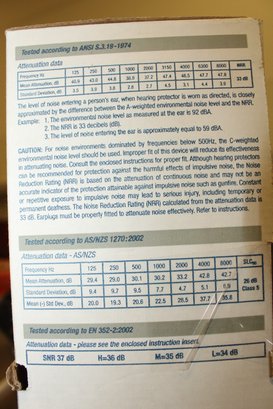 Tested according to ANSI S.3.19-1974
Attenuation data
Frequency Hz 125 250 500 1000 2000 3150 4000 6300 8000 NRR
Mean Attenuation, dB 40.9 43.0 44.8 38.9 37.2 47.4 46.5 47.2 47.8 33 dB
Standard Deviation, dB 3.5 3.9 3.8 2.8 2.7 4.5 3.1 4.4 3.9
The level of noise entering a person's ear, when hearing protector is worn as directed, is closely
approximated by the difference between the A-weighted environmental noise level and the NRR.
Example: 1. The environmental noise level as measured at the ear is 92 dBA.
2. The NRR is 33 decibels (dB).
3. The level of noise entering the ear is approximately equal to 59 dBA.
CAUTION: For noise environments dominated by frequencies below 500Hz, the C-weighted
environmental noise level should be used. Improper fit of this device will reduce its effectiveness
in attenuating noise. Consult the enclosed instructions for proper fit. Although hearing protectors
can be recommended for protection against the harmful effects of impulsive noise, the Noise
Reduction Rating (NRR) is based on the attenuation of continuous noise and may not be an
accurate indicator of the protection attainable against impulsive noise such as gunfire. Constant
or repetitive exposure to impulsive noise may lead to serious injury, including temporary or
permanent deafness. The Noise Reduction Rating (NRR) calculated from the attenuation data is
33 dB. Earplugs must be properly fitted to attenuate noise effectively. Refer to instructions.
Tested according to AS/NZS 1270:2002
Attenuation data - AS/NZS
Frequency Hz 125 250 500 1000 2000 4000 8000 SLC80
Mean Attenuation, dB 29.4 29.0 30.1 30.2 33.2 42.8 42.7 26 dB
Standard Deviation, dB 9.4 9.7 9.5 7.7 4.7 5.1 6.9 Class 5
Mean (-) Std Dev., dB 20.0 19.3 20.6 22.5 28.5 37.7 35.8
Tested according to EN 352-2:2002
Attenuation data - please see the enclosed instruction insert.
SNR 37 dB H=36 dB M=35 dB L=34 dB